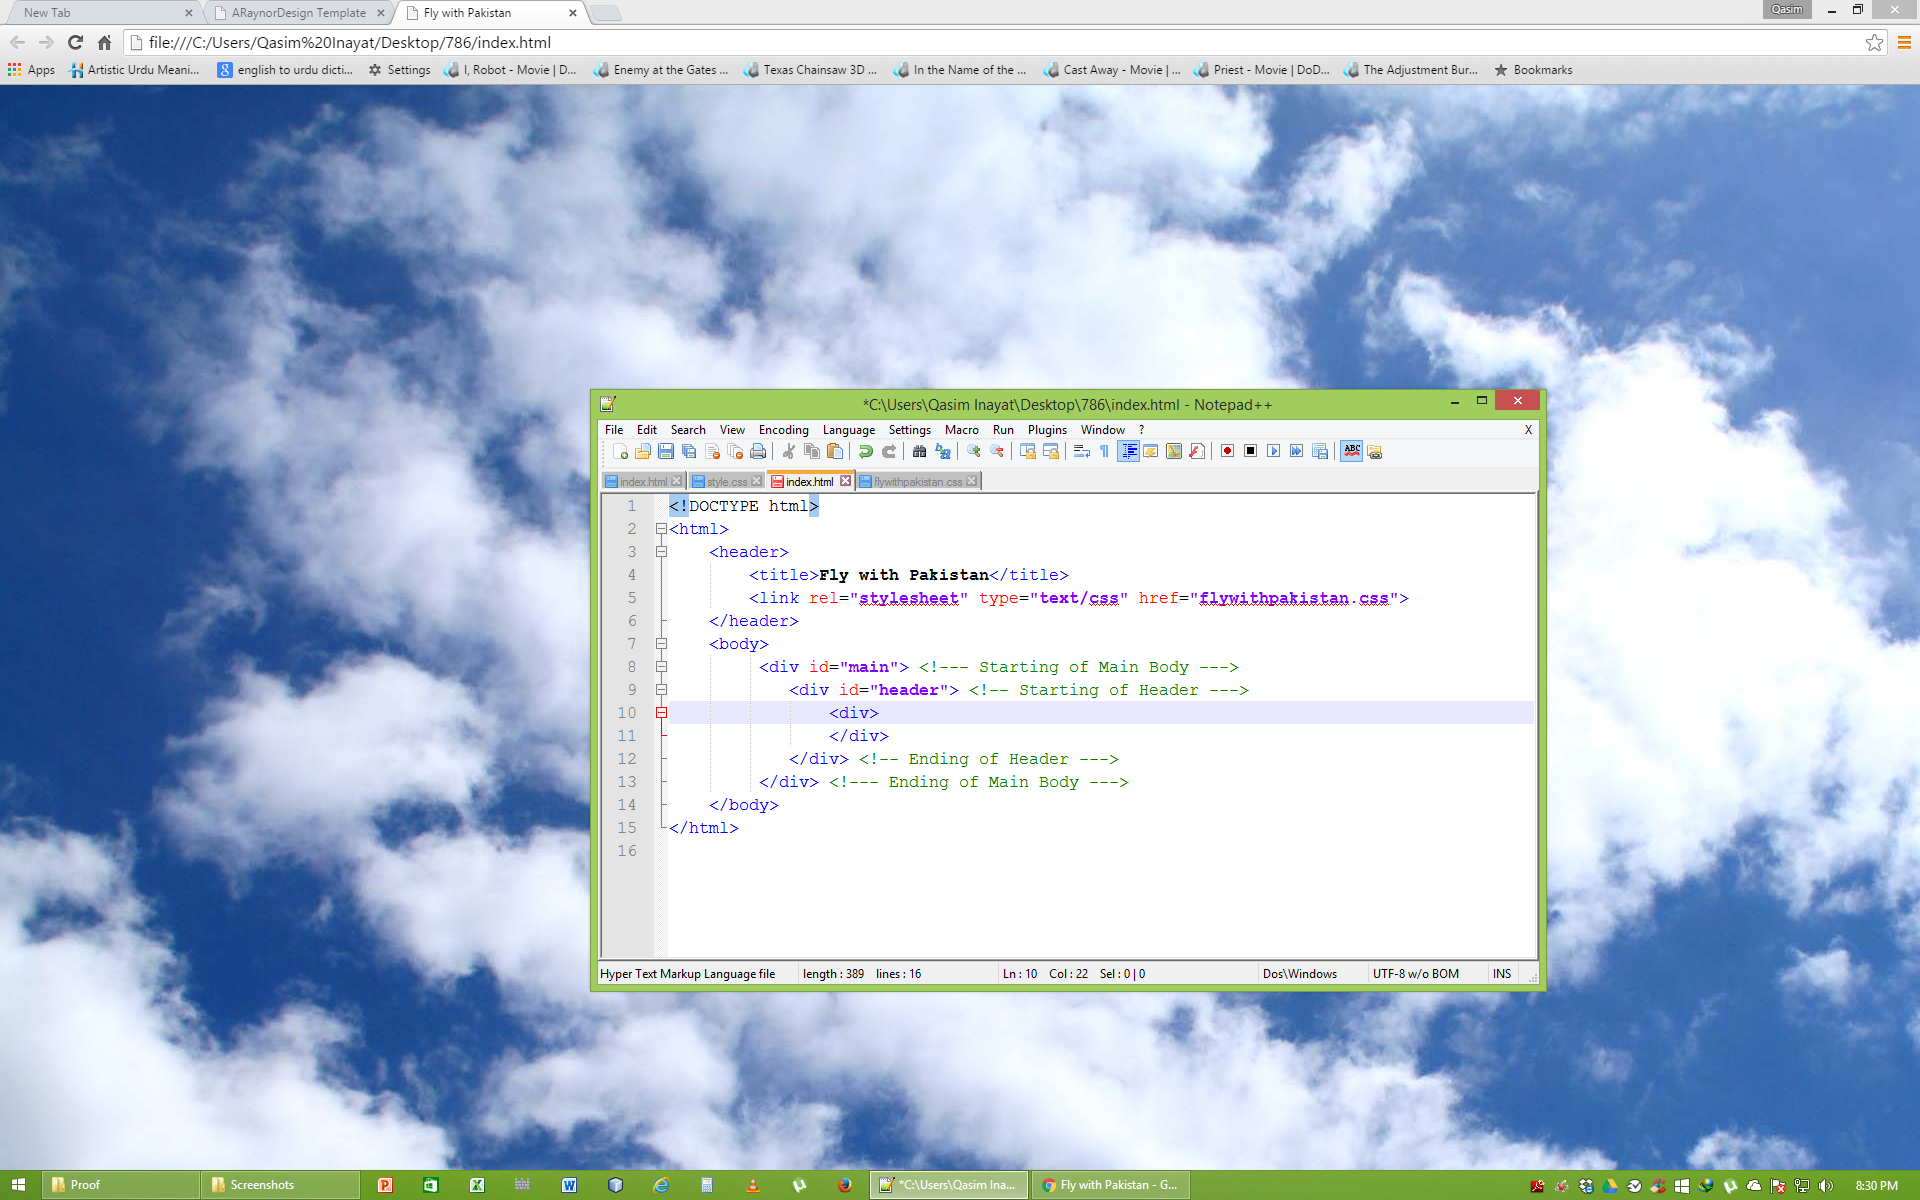 New Tab
ARaynorDesign Template
Fly with Pakistan
Qasim
file:///C:/Users/Qasim%20Inayat/Desktop/786/index.html
Apps
Artistic Urdu Meani...
english to urdu dicti...
Settings
I, Robot - Movie | D...
Enemy at the Gates ...
Texas Chainsaw 3D ...
In the Name of the ...
Cast Away - Movie | ...
Priest - Movie | DoD...
The Adjustment Bur...
Bookmarks
*C:\Users\Qasim Inayat\Desktop\786\index.html - Notepad++
File Edit Search View Encoding Language Settings Macro Run Plugins Window ? X
index.html style.css index.html flywithpakistan.css
1 <!DOCTYPE html>
2 <html>
3 <header>
4 <title>Fly with Pakistan</title>
5 <link rel="stylesheet" type="text/css" href="flywithpakistan.css">
6 </header>
7 <body>
8 <div id="main"> <!--- Starting of Main Body --->
9 <div id="header"> <!-- Starting of Header --->
10 <div>
11 </div>
12 </div> <!-- Ending of Header --->
13 </div> <!--- Ending of Main Body --->
14 </body>
15 </html>
16
Hyper Text Markup Language file length : 389 lines : 16 Ln : 10 Col : 22 Sel : 0 | 0 Dos\Windows UTF-8 w/o BOM INS
Proof
Screenshots
*C:\Users\Qasim Ina...
Fly with Pakistan - G...
8:30 PM